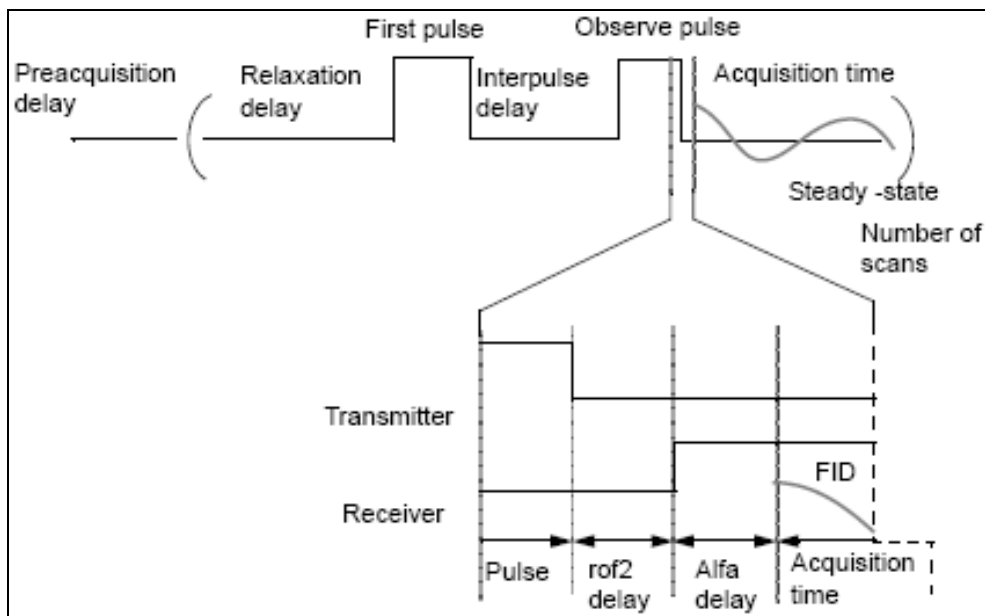 First pulse
Observe pulse
Preacquisition
delay
Relaxation
delay
Interpulse
delay
Acquisition time
Steady -state
Number of
scans
Transmitter
Receiver
FID
Pulse
rof2
delay
Alfa
delay
Acquisition
time